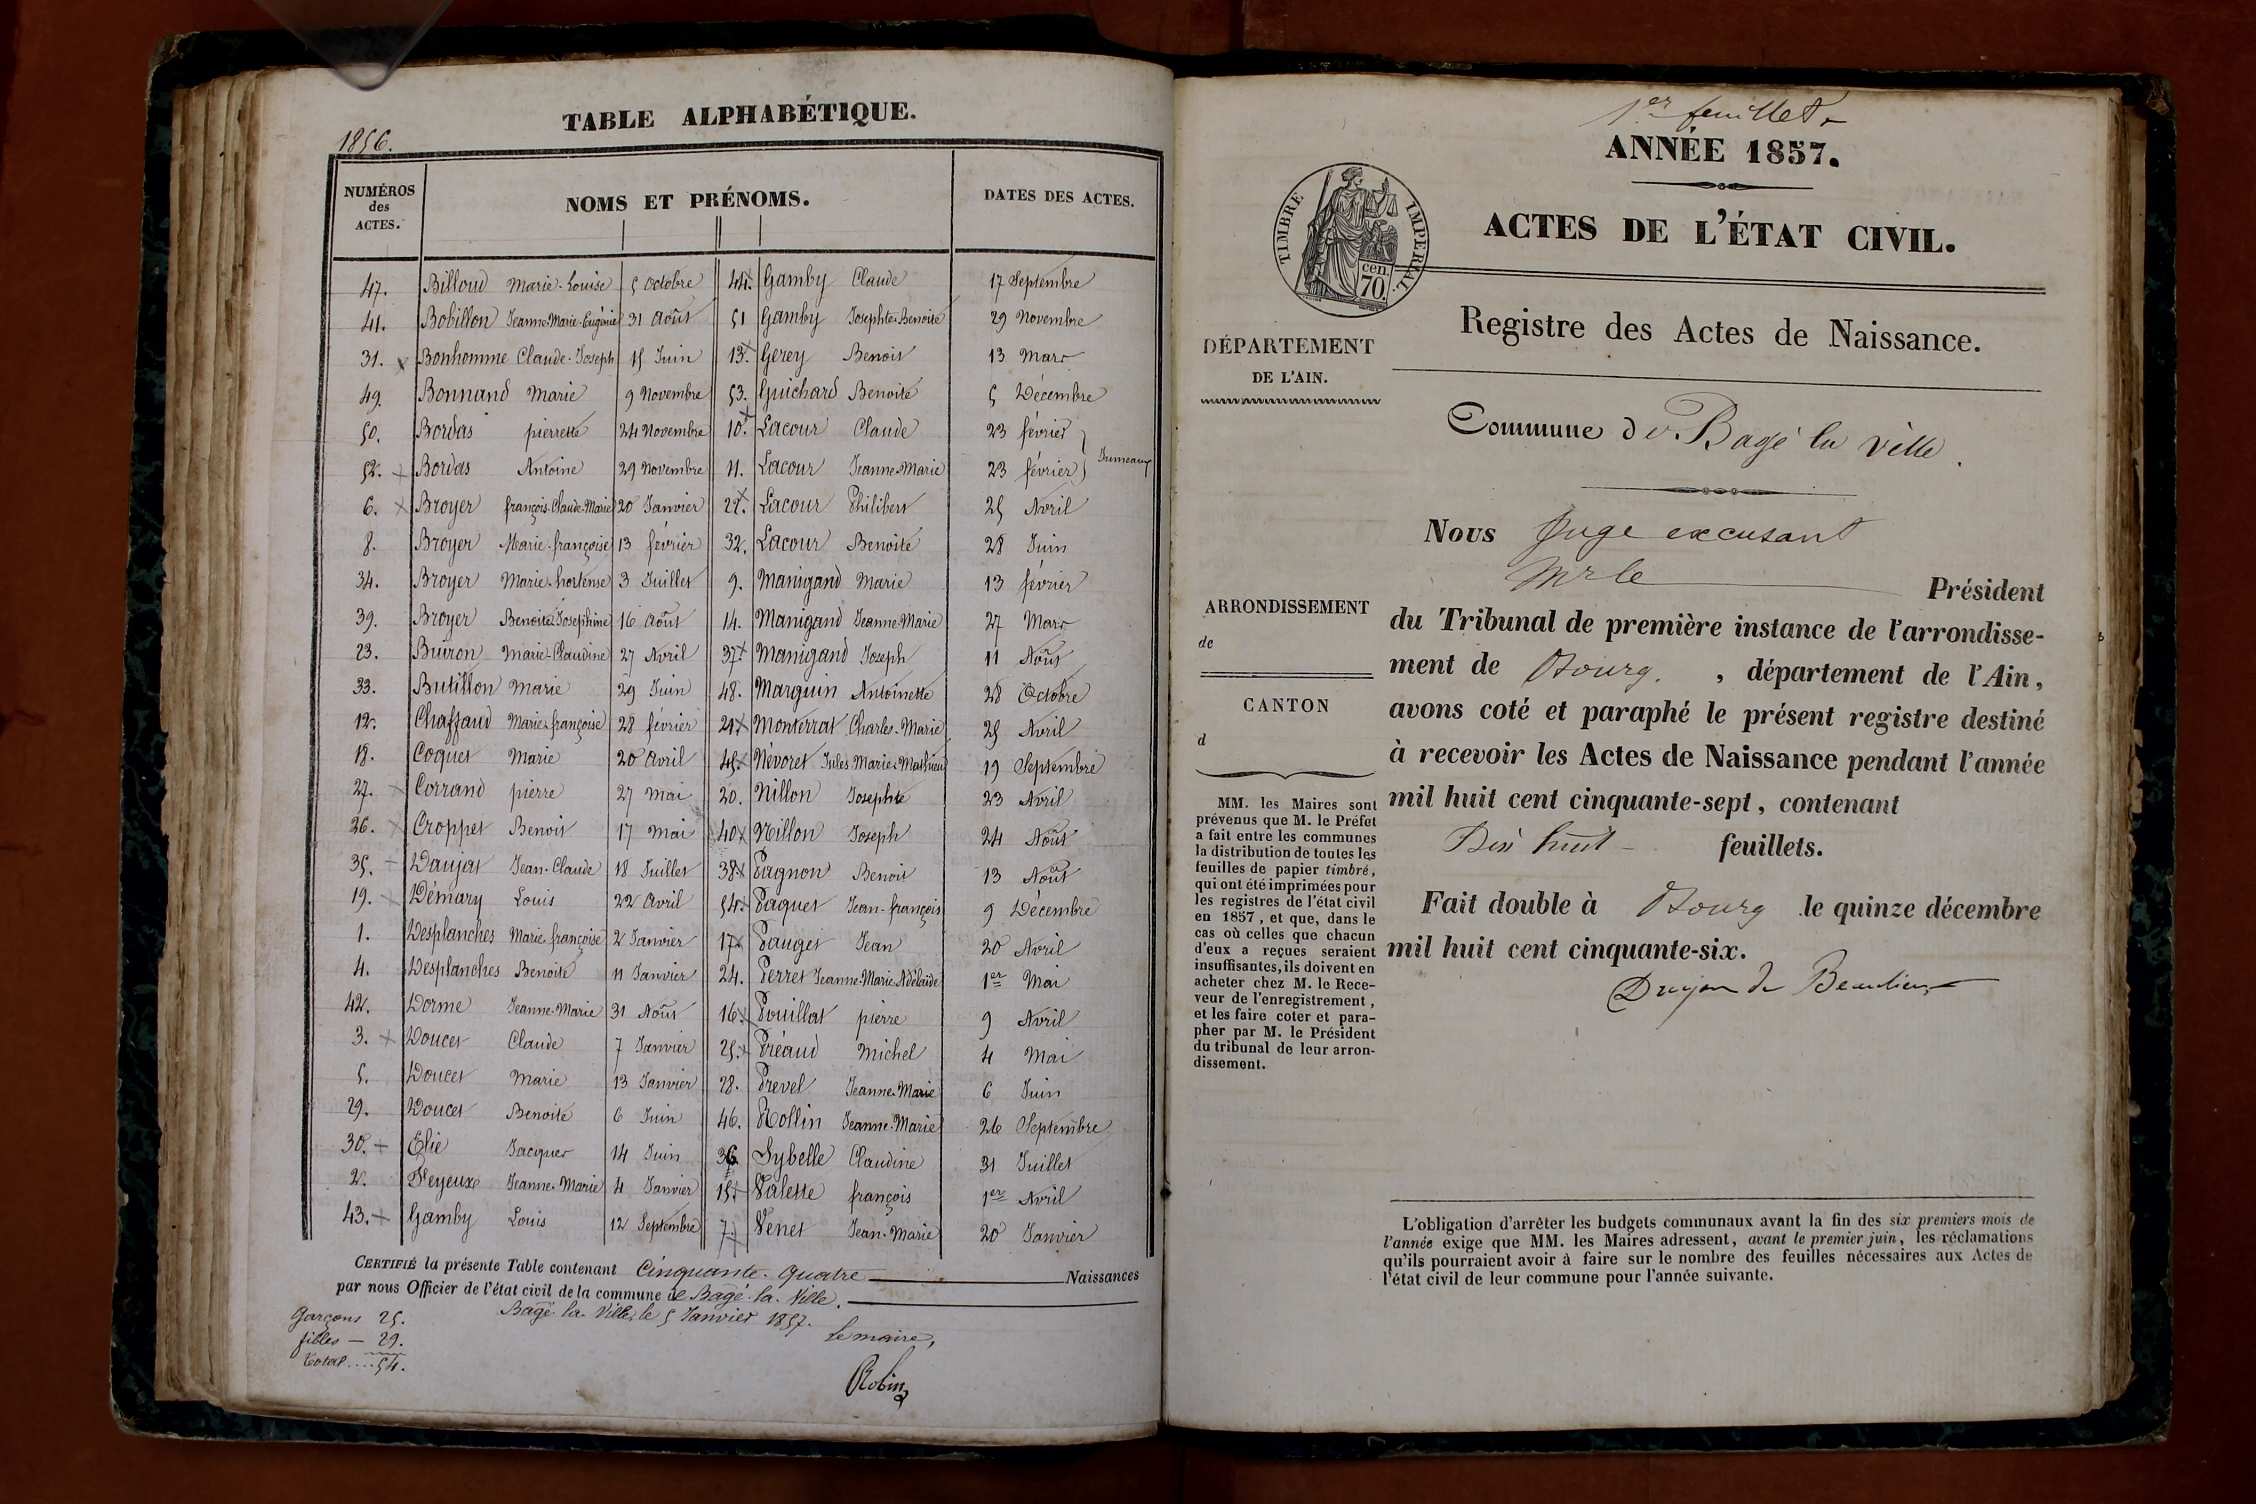 TABLE ALPHABÉTIQUE.
1856.
NUMÉROS des ACTES.
NOMS ET PRÉNOMS.
DATES DES ACTES.
47. Billoud Marie-Louise 5 Octobre
41. Bobillon Jeanne-Marie-Eugénie 31 Août
31. x Bonhomme Claude-Joseph 15 Juin
49. Bonnand Marie 9 Novembre
50. Bordas pierrette 24 Novembre
52. + Bordas Antoine 29 Novembre
6. x Broyer françois-Claude-Marie 20 Janvier
8. Broyer Marie-françoise 13 février
34. Broyer Marie-hortense 3 Juillet
39. Broyer Benoite-Joséphine 16 Août
23. Buiron Marie-Claudine 27 Avril
33. Butillon Marie 29 Juin
12. Chaffaud Marie-françoise 28 février
18. Coquet Marie 20 Avril
27. x Corrand pierre 27 Mai
26. x Croppet Benoit 17 Mai
35. + Daujat Jean-Claude 18 Juillet
19. x Démary Louis 22 Avril
1. Desplanches Marie-françoise 2 Janvier
4. Desplanches Benoite 11 Janvier
42. Dorme Jeanne-Marie 31 Août
3. + Doucet Claude 7 Janvier
5. Doucet Marie 13 Janvier
29. Doucet Benoite 6 Juin
30. + Elie Jacques 14 Juin
2. Feyeux Jeanne-Marie 4 Janvier
43. + Gamby Louis 12 Septembre
44. x Gamby Claude 17 Septembre
51 Gamby Josephte-Benoite 29 Novembre
13. x Gerey Benoit 13 Mars
53. Guichard Benoite 5 Décembre
10. x Lacour Claude 23 février
11. Lacour Jeanne-Marie 23 février
Jumeaux
22. x Lacour Philibert 25 Avril
32. Lacour Benoite 28 Juin
9. Manigand Marie 13 février
14. Manigand Jeanne-Marie 27 Mars
37. x Manigand Joseph 11 Août
48. Marguin Antoinette 28 Octobre
21. x Monterrat Charles-Marie 25 Avril
45. x Névoret Jules-Marie-Mathieu 19 Septembre
20. Nillon Josephte 23 Avril
40. x Nillon Joseph 24 Août
38. x Pagnon Benoit 13 Août
54. x Paquet Jean-françois 9 Décembre
17. x Pauget Jean 20 Avril
24. Perret Jeanne-Marie-Adélaïde 1er Mai
16. x Pouillat pierre 9 Avril
25. x Préaud Michel 4 Mai
28. Prevel Jeanne-Marie 6 Juin
46. Rollin Jeanne-Marie 26 Septembre
36 Sybelle Claudine 31 Juillet
15. + Valette françois 1er Avril
7. x Venet Jean-Marie 20 Janvier
CERTIFIÉ la présente Table contenant Cinquante-Quatre Naissances
par nous Officier de l'état civil de la commune de Bagé-la-Ville.
Bagé-la-Ville, le 5 Janvier 1857.
Le maire,
Robin
Garçons 25.
filles — 29.
total .... 54.
1er feuillet
ANNÉE 1857.
ACTES DE L'ÉTAT CIVIL.
TIMBRE IMPERIAL.
cen. 70.
Registre des Actes de Naissance.
DÉPARTEMENT
DE L'AIN.
Commune de Bagé la Ville.
Nous Juge excusant
Mr le Président
du Tribunal de première instance de l'arrondisse-
ment de Bourg. , département de l'Ain,
avons coté et paraphé le présent registre destiné
à recevoir les Actes de Naissance pendant l'année
mil huit cent cinquante-sept, contenant
Dix huit feuillets.
Fait double à Bourg le quinze décembre
mil huit cent cinquante-six.
Drujon de Beaulieu
ARRONDISSEMENT
de
CANTON
d
MM. les Maires sont
prévenus que M. le Préfet
a fait entre les communes
la distribution de toutes les
feuilles de papier timbré,
qui ont été imprimées pour
les registres de l'état civil
en 1857, et que, dans le
cas où celles que chacun
d'eux a reçues seraient
insuffisantes, ils doivent en
acheter chez M. le Rece-
veur de l'enregistrement,
et les faire coter et para-
pher par M. le Président
du tribunal de leur arron-
dissement.
L'obligation d'arrêter les budgets communaux avant la fin des six premiers mois de
l'année exige que MM. les Maires adressent, avant le premier juin, les réclamations
qu'ils pourraient avoir à faire sur le nombre des feuilles nécessaires aux Actes de
l'état civil de leur commune pour l'année suivante.